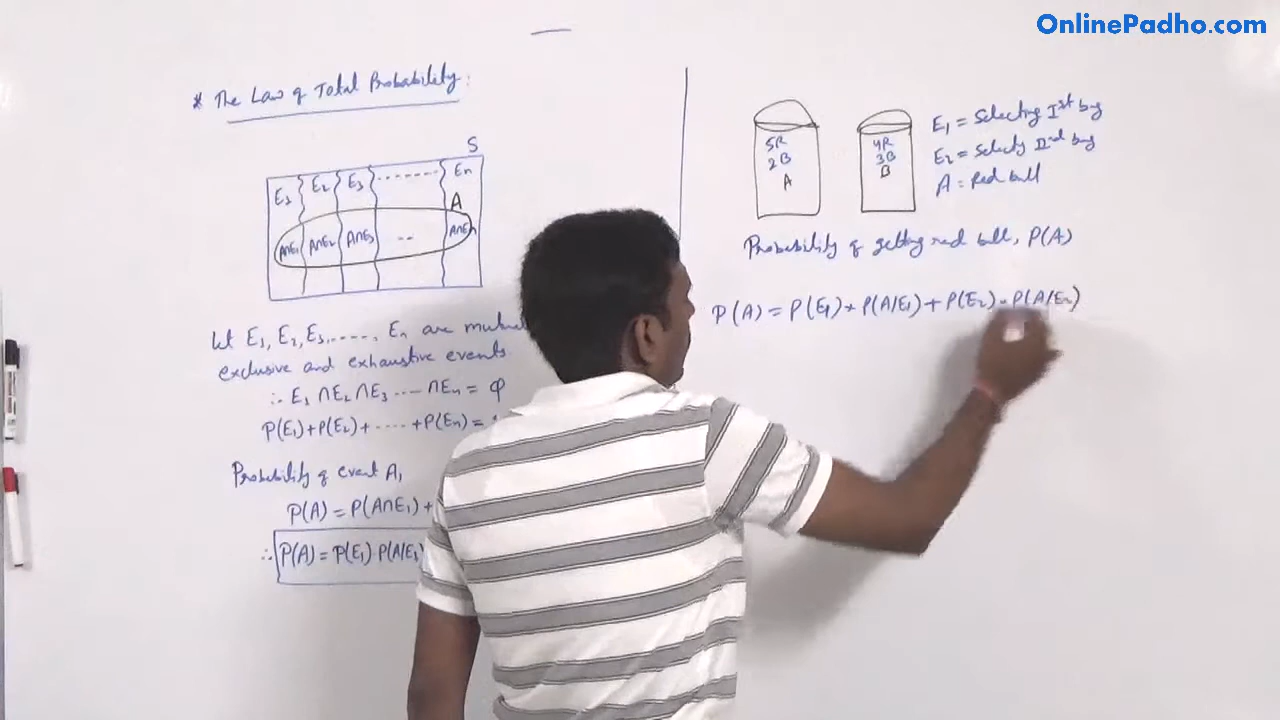 OnlinePadho.com
* The Law of Total Probability:
S
E1 E2 E3 ........ En
A
A∩E1 A∩E2 A∩E3 .. A∩En
Let E1, E2, E3, ......, En are
exclusive and exhaustive events
∴ E1 ∩E2 ∩E3 .... ∩En = φ
P(E1)+P(E2)+ ..... +P(En) =
Probability of event A,
P(A) = P(A∩E1) +
∴ P(A) = P(E1) P(A/E1)
5R
2B
A
4R
3B
B
E1 = Selecting Ist bag
E2 = Selecty IInd bag
A = Red ball
Probability of getting red ball, P(A)
P(A) = P(E1) * P(A/E1) + P(E2) * P(A/E2)